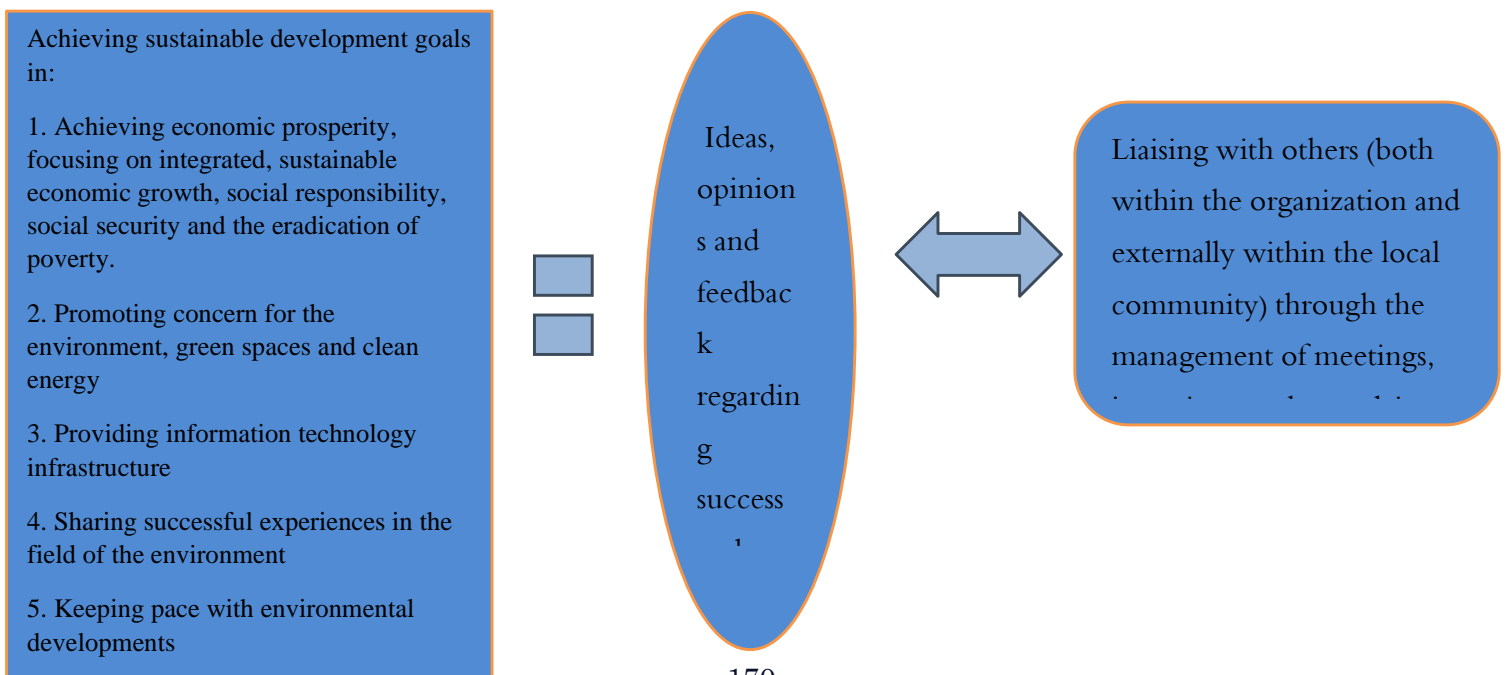 Achieving sustainable development goals
in:
1. Achieving economic prosperity,
focusing on integrated, sustainable
economic growth, social responsibility,
social security and the eradication of
poverty.
2. Promoting concern for the
environment, green spaces and clean
energy
3. Providing information technology
infrastructure
4. Sharing successful experiences in the
field of the environment
5. Keeping pace with environmental
developments
Ideas,
opinion
s and
feedbac
k
regardin
g
success
Liaising with others (both
within the organization and
externally within the local
community) through the
management of meetings,